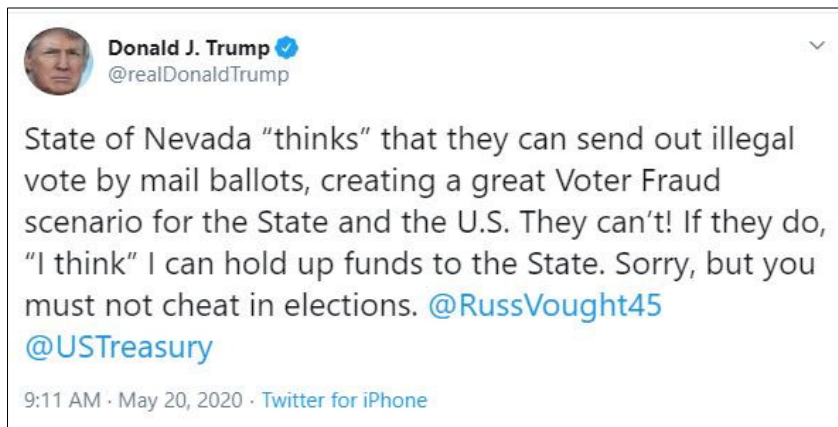 Donald J. Trump
@realDonaldTrump
State of Nevada “thinks” that they can send out illegal
vote by mail ballots, creating a great Voter Fraud
scenario for the State and the U.S. They can’t! If they do,
“I think” I can hold up funds to the State. Sorry, but you
must not cheat in elections. @RussVought45
@USTreasury
9:11 AM · May 20, 2020 · Twitter for iPhone